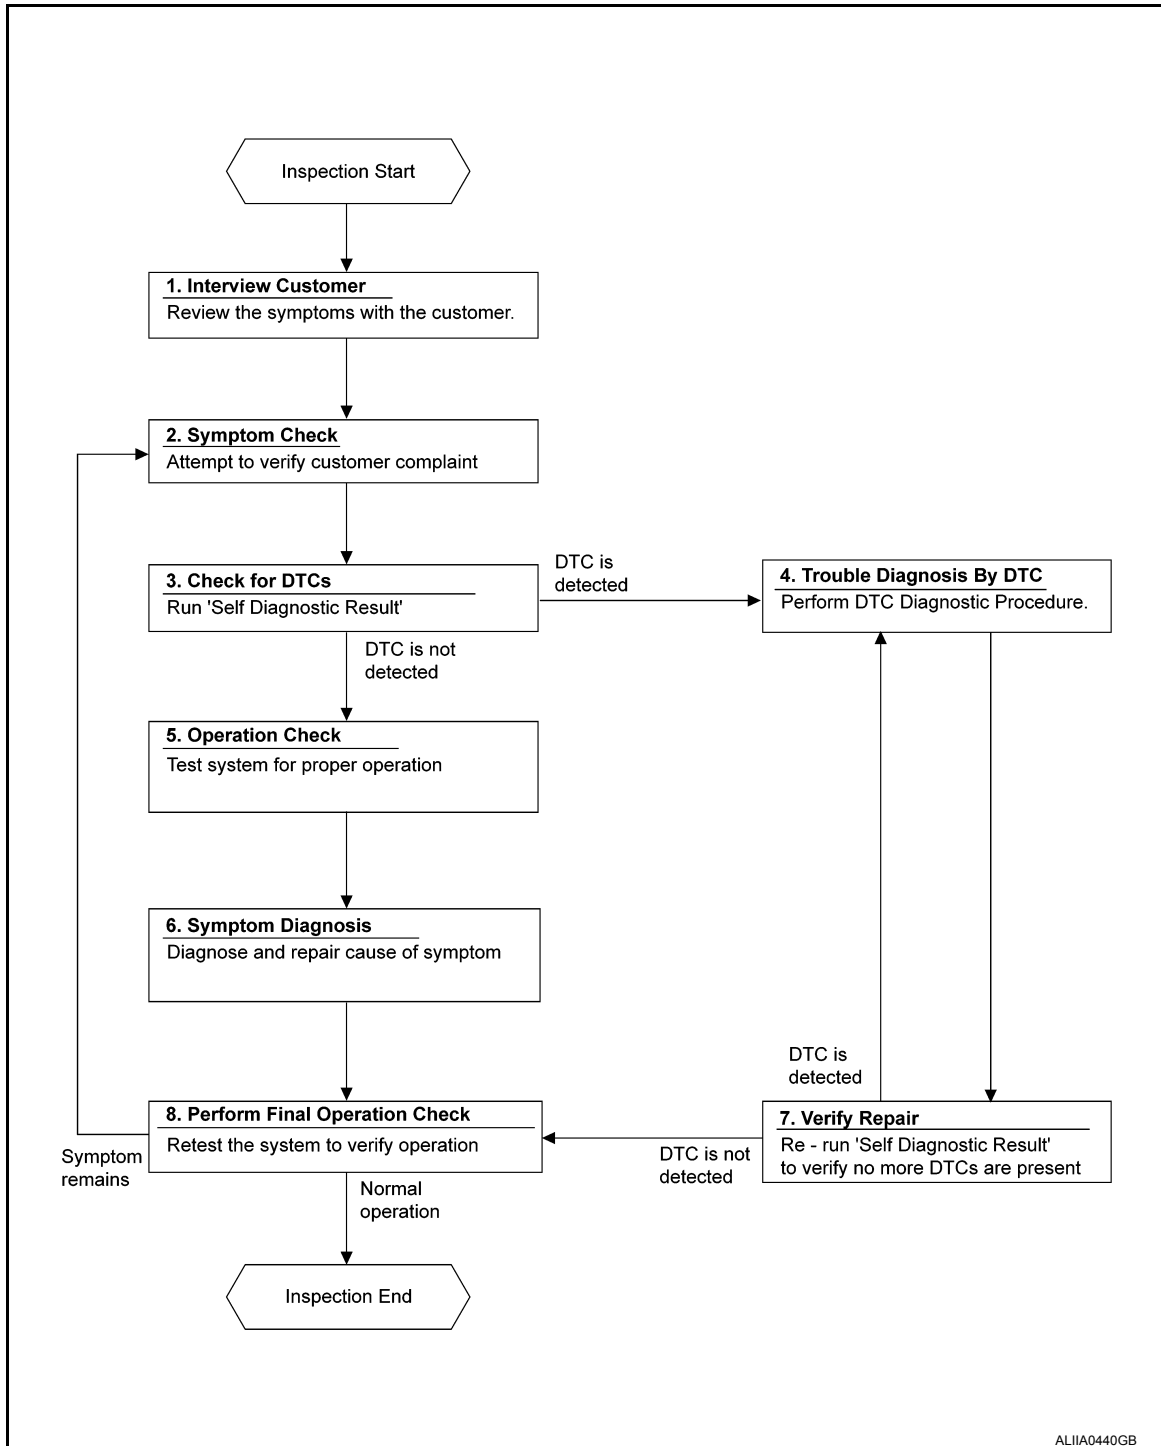 Inspection Start
1. Interview Customer
Review the symptoms with the customer.
2. Symptom Check
Attempt to verify customer complaint
3. Check for DTCs
Run 'Self Diagnostic Result'
DTC is
detected
4. Trouble Diagnosis By DTC
Perform DTC Diagnostic Procedure.
DTC is not
detected
5. Operation Check
Test system for proper operation
6. Symptom Diagnosis
Diagnose and repair cause of symptom
DTC is
detected
7. Verify Repair
Re - run 'Self Diagnostic Result'
to verify no more DTCs are present
DTC is not
detected
8. Perform Final Operation Check
Retest the system to verify operation
Symptom
remains
Normal
operation
Inspection End
ALIIA0440GB